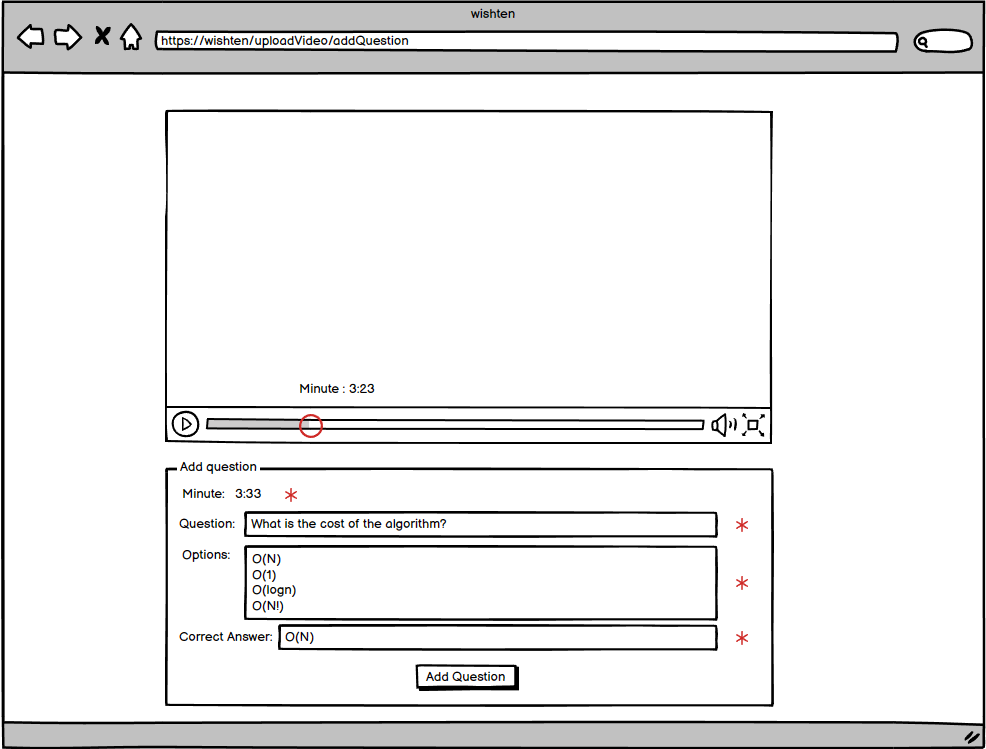 wishten
https://wishten/uploadVideo/addQuestion
Minute : 3:23
Add question
Minute: 3:33 *
Question: What is the cost of the algorithm? *
Options: O(N)
O(1)
O(logn)
O(N!)
*
Correct Answer: O(N) *
Add Question